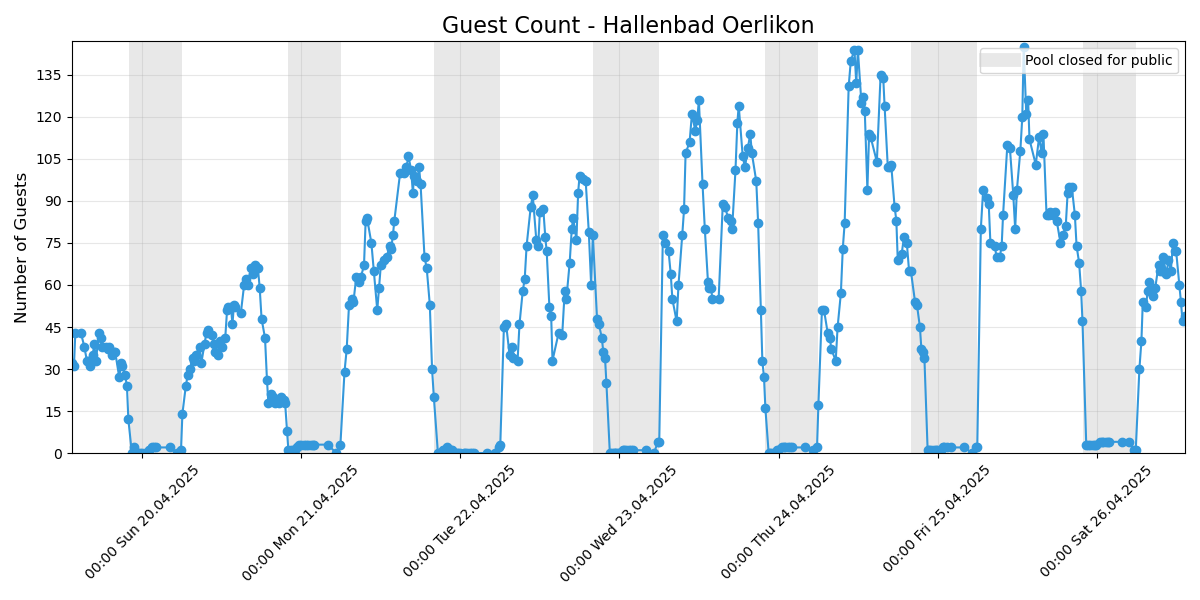 Guest Count - Hallenbad Oerlikon
Pool closed for public
Number of Guests
135
120
105
90
75
60
45
30
15
0
00:00 Sun 20.04.2025
00:00 Mon 21.04.2025
00:00 Tue 22.04.2025
00:00 Wed 23.04.2025
00:00 Thu 24.04.2025
00:00 Fri 25.04.2025
00:00 Sat 26.04.2025